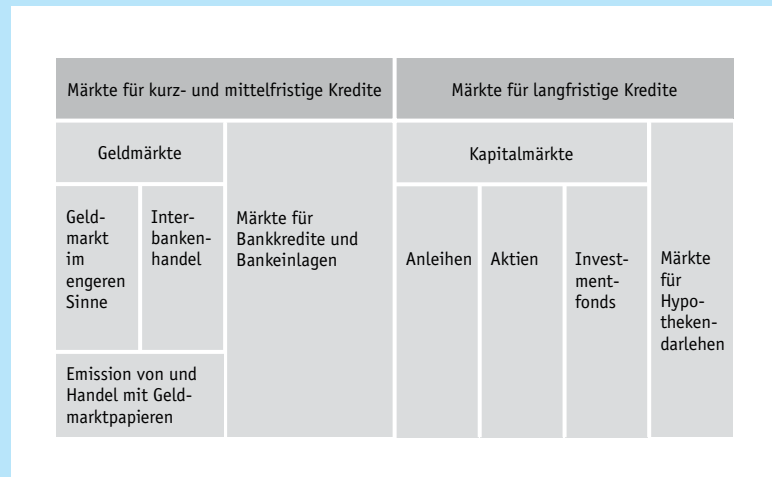 Märkte für kurz- und mittelfristige Kredite
Märkte für langfristige Kredite
Geldmärkte
Kapitalmärkte
Geld-
markt
im
engeren
Sinne
Inter-
banken-
handel
Märkte für
Bankkredite und
Bankeinlagen
Anleihen
Aktien
Invest-
ment-
fonds
Märkte
für
Hypo-
theken-
darlehen
Emission von und
Handel mit Geld-
marktpapieren